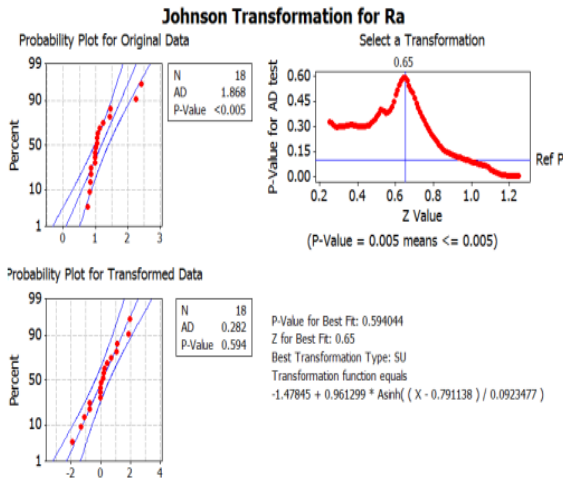 Johnson Transformation for Ra
Probability Plot for Original Data
Select a Transformation
99
90
50
10
1
Percent
0 1 2 3
N 18
AD 1.868
P-Value <0.005
0.65
0.60
0.45
0.30
0.15
0.00
P-Value for AD test
Ref P
0.2 0.4 0.6 0.8 1.0 1.2
Z Value
(P-Value = 0.005 means <= 0.005)
Probability Plot for Transformed Data
99
90
50
10
1
Percent
-2 0 2 4
N 18
AD 0.282
P-Value 0.594
P-Value for Best Fit: 0.594044
Z for Best Fit: 0.65
Best Transformation Type: SU
Transformation function equals
-1.47845 + 0.961299 * Asinh( ( X - 0.791138 ) / 0.0923477 )